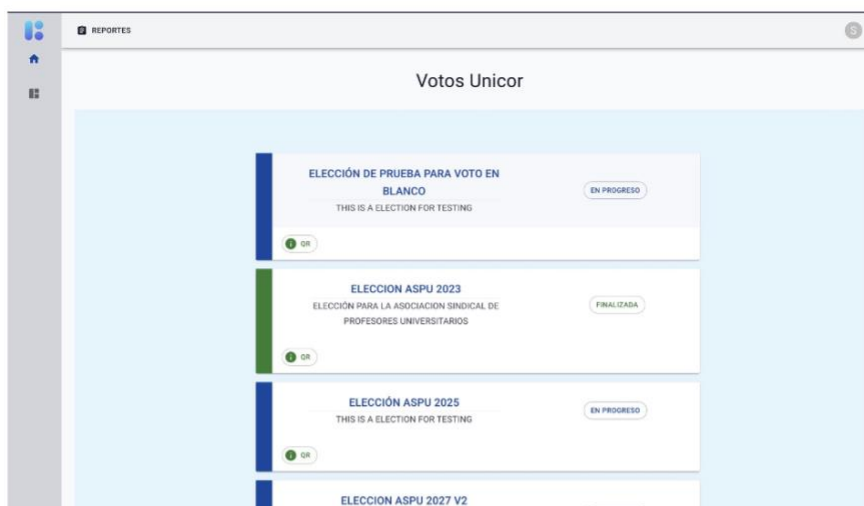 REPORTES
S
Votos Unicor
ELECCIÓN DE PRUEBA PARA VOTO EN
BLANCO
THIS IS A ELECTION FOR TESTING
EN PROGRESO
QR
ELECCION ASPU 2023
ELECCIÓN PARA LA ASOCIACION SINDICAL DE
PROFESORES UNIVERSITARIOS
FINALIZADA
QR
ELECCIÓN ASPU 2025
THIS IS A ELECTION FOR TESTING
EN PROGRESO
QR
ELECCION ASPU 2027 V2